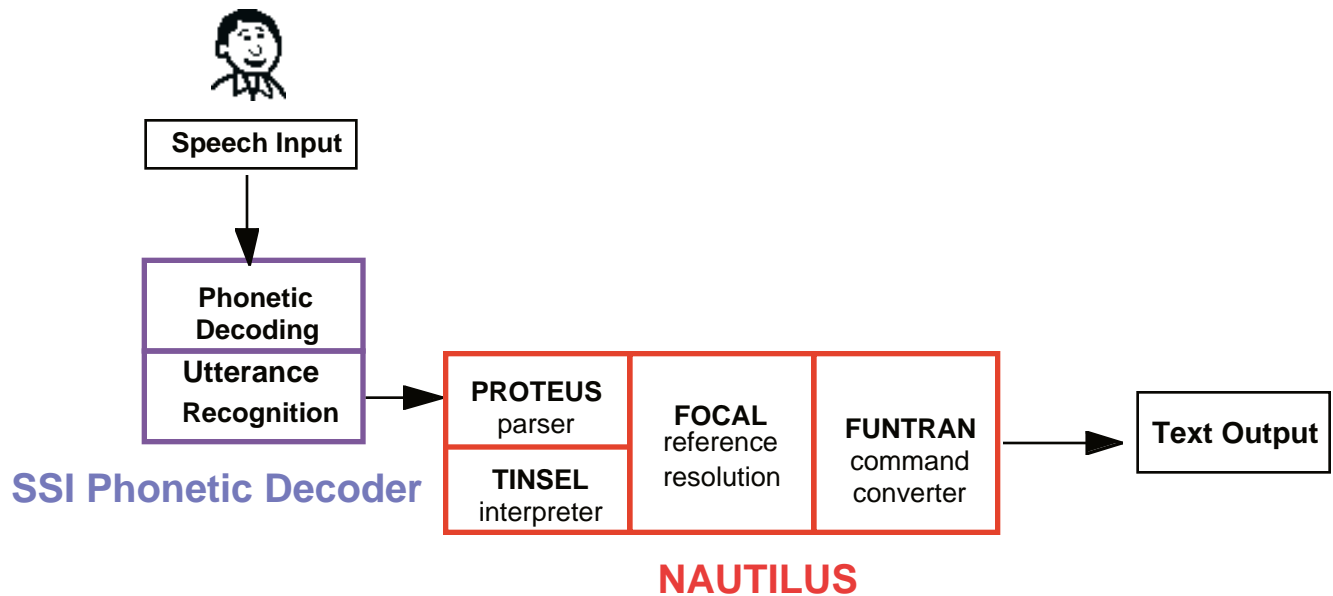 Speech Input
Phonetic
Decoding
Utterance
Recognition
SSI Phonetic Decoder
PROTEUS
parser
TINSEL
interpreter
FOCAL
reference
resolution
FUNTRAN
command
converter
NAUTILUS
Text Output